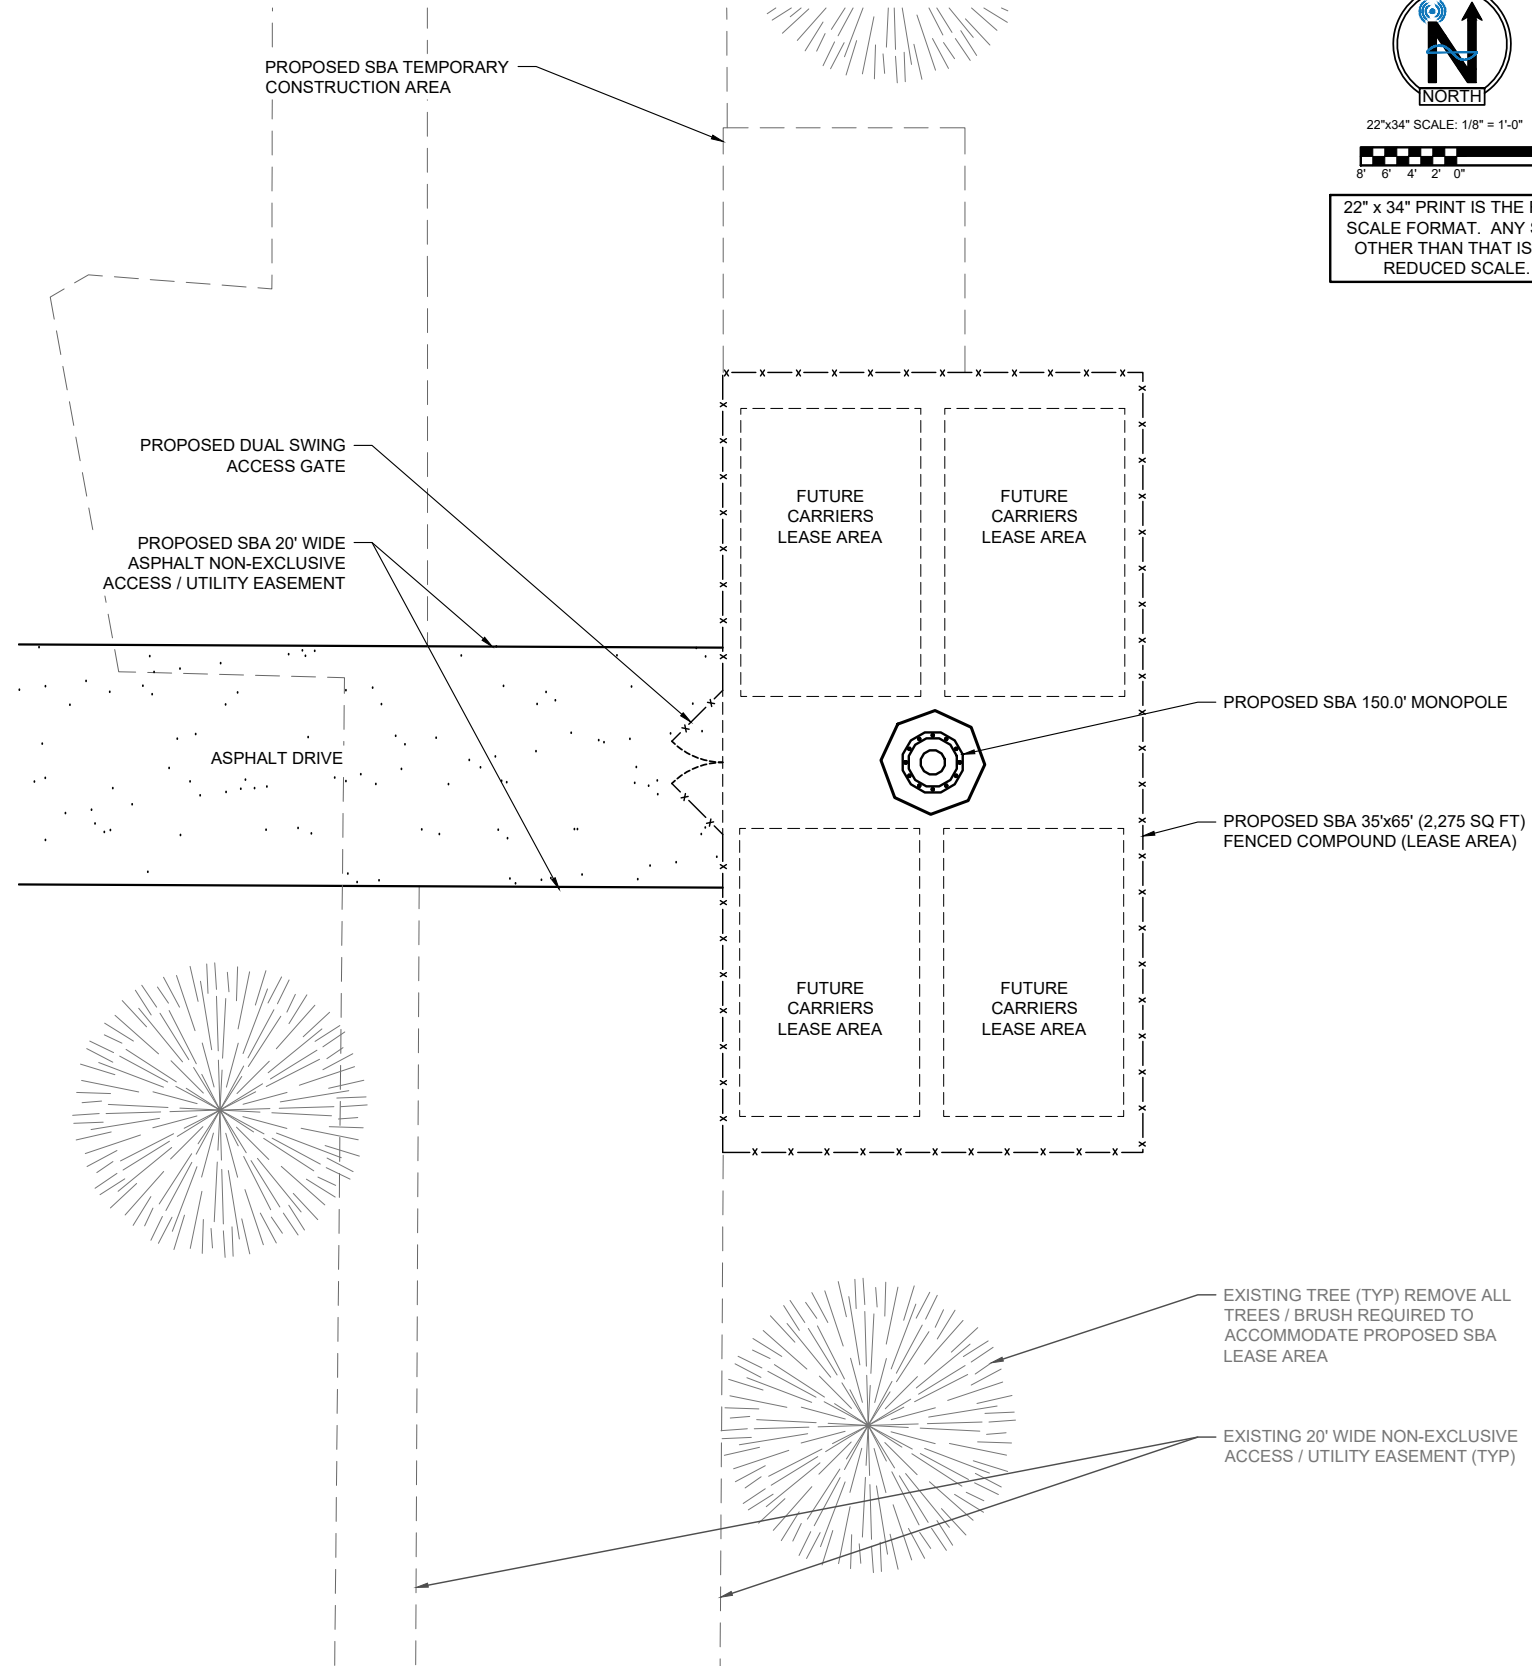 PROPOSED SBA TEMPORARY
CONSTRUCTION AREA
N
NORTH
22"x34" SCALE: 1/8" = 1'-0"
8' 6' 4' 2' 0"
22" x 34" PRINT IS THE
SCALE FORMAT. ANY
OTHER THAN THAT IS
REDUCED SCALE.
PROPOSED DUAL SWING
ACCESS GATE
PROPOSED SBA 20' WIDE
ASPHALT NON-EXCLUSIVE
ACCESS / UTILITY EASEMENT
FUTURE
CARRIERS
LEASE AREA
FUTURE
CARRIERS
LEASE AREA
ASPHALT DRIVE
PROPOSED SBA 150.0' MONOPOLE
PROPOSED SBA 35'x65' (2,275 SQ FT)
FENCED COMPOUND (LEASE AREA)
FUTURE
CARRIERS
LEASE AREA
FUTURE
CARRIERS
LEASE AREA
EXISTING TREE (TYP) REMOVE ALL
TREES / BRUSH REQUIRED TO
ACCOMMODATE PROPOSED SBA
LEASE AREA
EXISTING 20' WIDE NON-EXCLUSIVE
ACCESS / UTILITY EASEMENT (TYP)